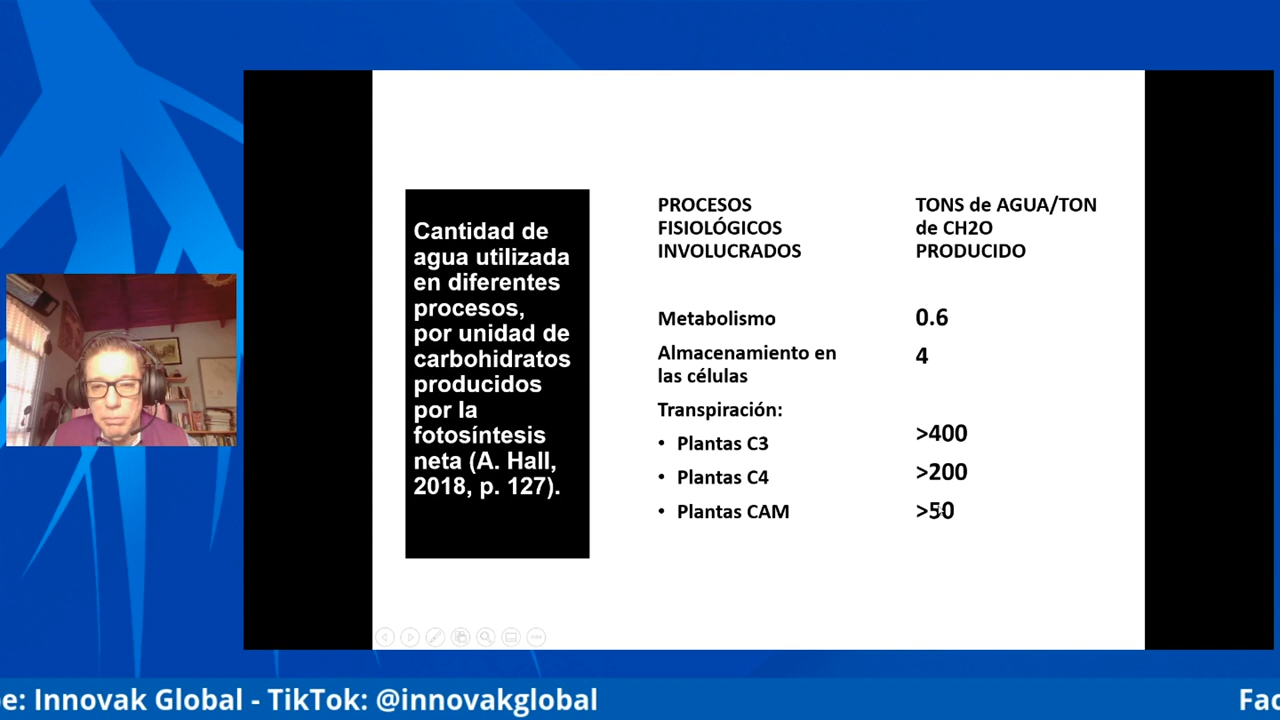 Cantidad de
agua utilizada
en diferentes
procesos,
por unidad de
carbohidratos
producidos
por la
fotosíntesis
neta (A. Hall,
2018, p. 127).
PROCESOS
FISIOLÓGICOS
INVOLUCRADOS
TONS de AGUA/TON
de CH2O
PRODUCIDO
Metabolismo
0.6
Almacenamiento en
las células
4
Transpiración:
• Plantas C3
>400
• Plantas C4
>200
• Plantas CAM
>50
e: Innovak Global - TikTok: @innovakglobal
Fac